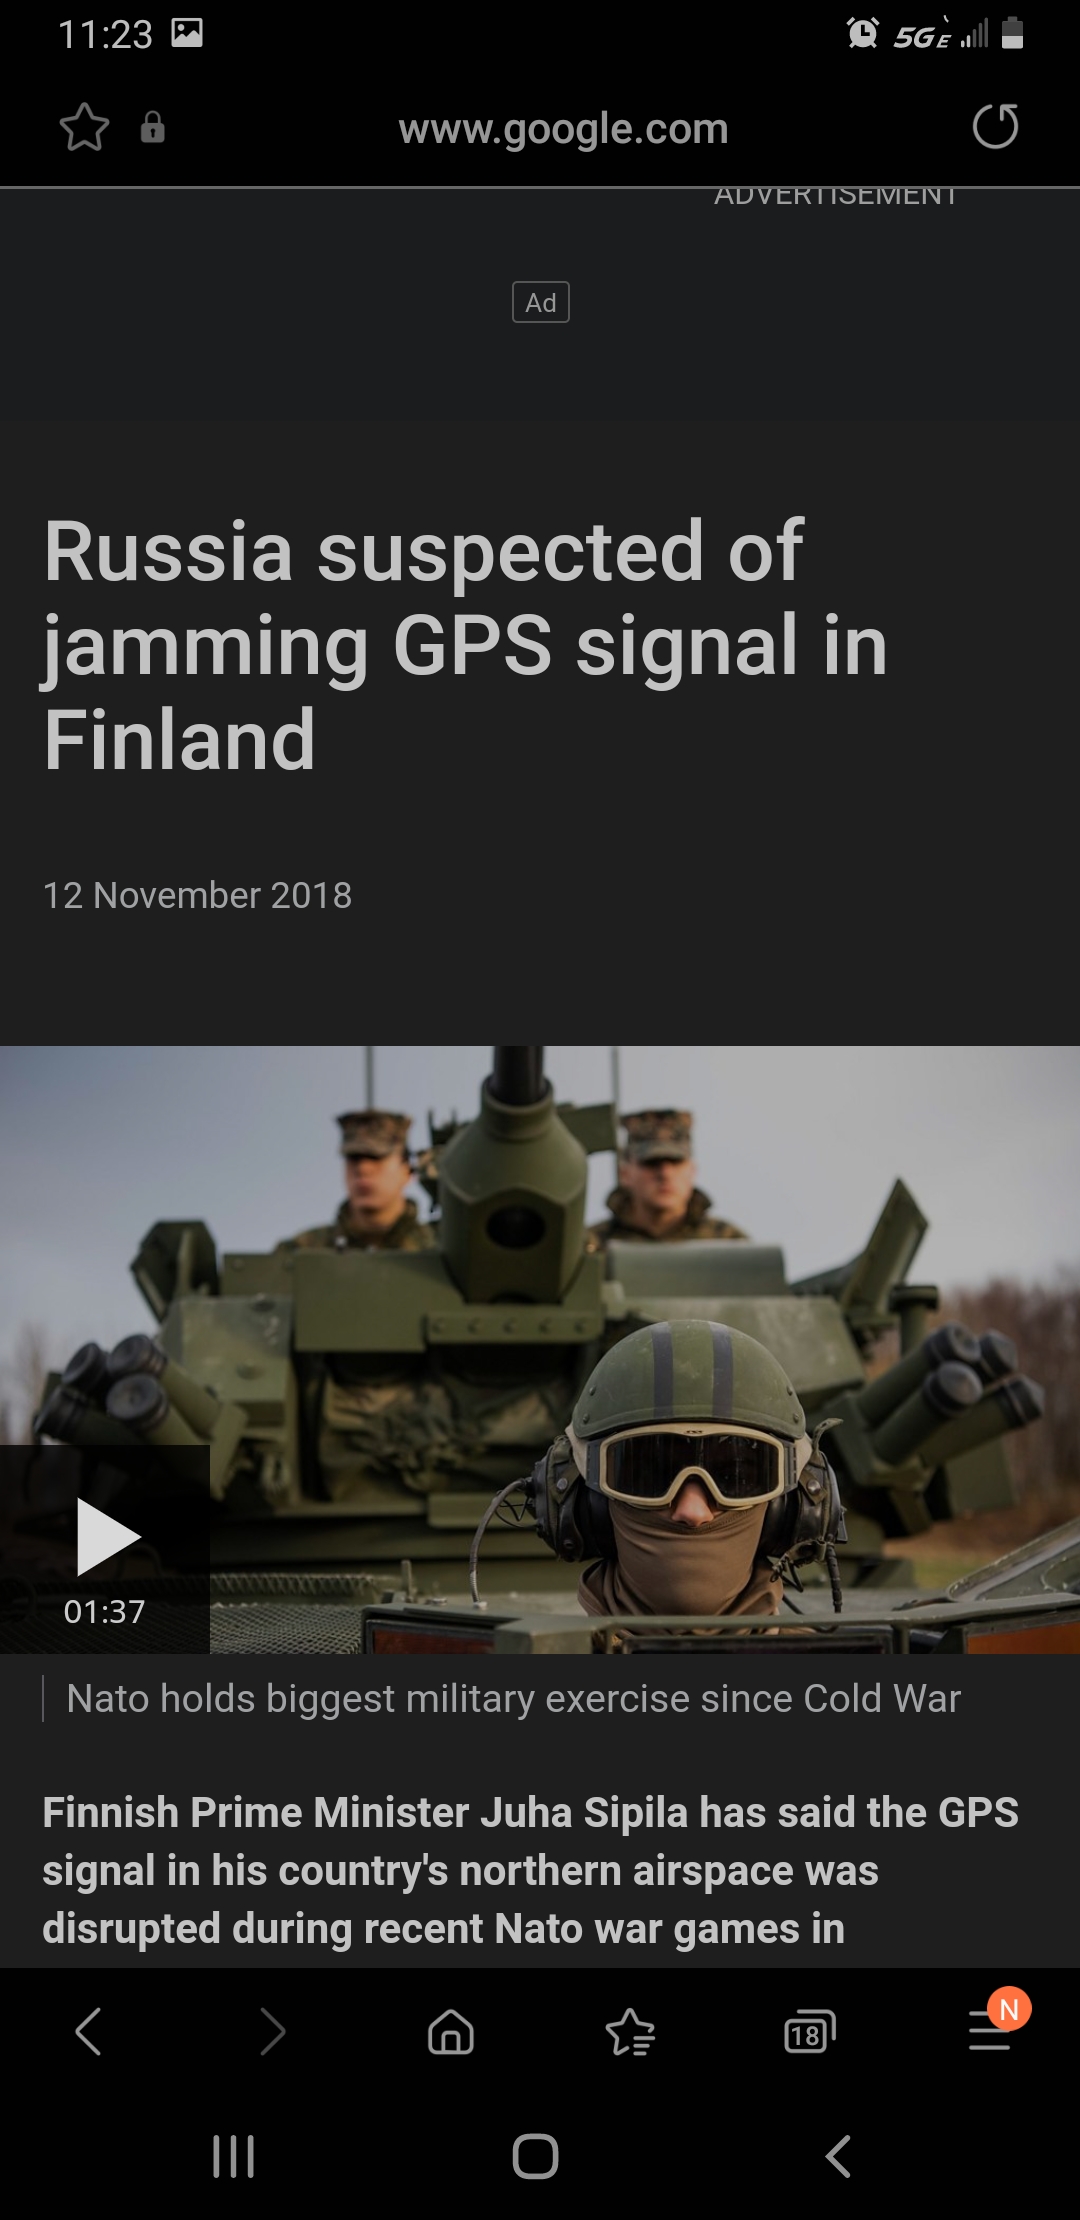 11:23
5GE
www.google.com
ADVERTISEMENT
Ad
Russia suspected of
jamming GPS signal in
Finland
12 November 2018
01:37
Nato holds biggest military exercise since Cold War
Finnish Prime Minister Juha Sipila has said the GPS
signal in his country's northern airspace was
disrupted during recent Nato war games in
N
18